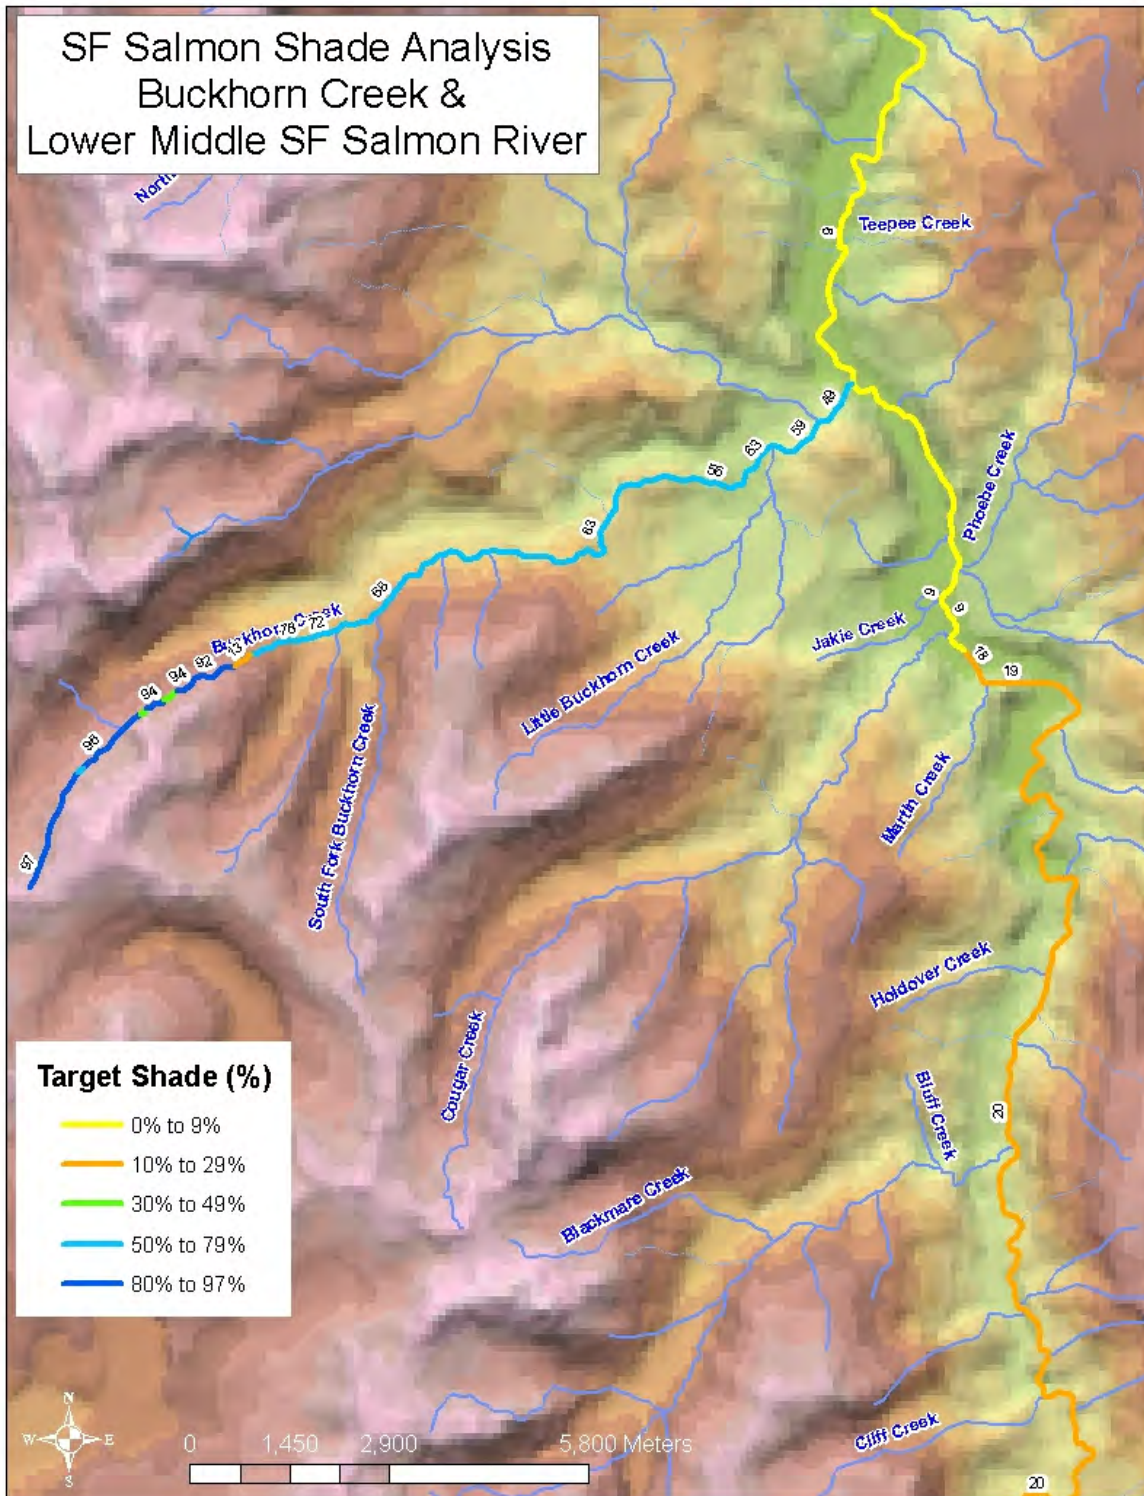 SF Salmon Shade Analysis
Buckhorn Creek &
Lower Middle SF Salmon River
North
Teepee Creek
9
49
59
63
Phoebe Creek
63
68
Buckhorn Creek
72
13
92
94
94
97
9
9
Jakie Creek
18
19
Little Buckhorn Creek
South Fork Buckhorn Creek
Martin Creek
Holdover Creek
Cougar Creek
Bluff Creek
20
Blackmare Creek
Cliff Creek
20
Target Shade (%)
0% to 9%
10% to 29%
30% to 49%
50% to 79%
80% to 97%
N
W
E
S
0
1,450
2,900
5,800 Meters